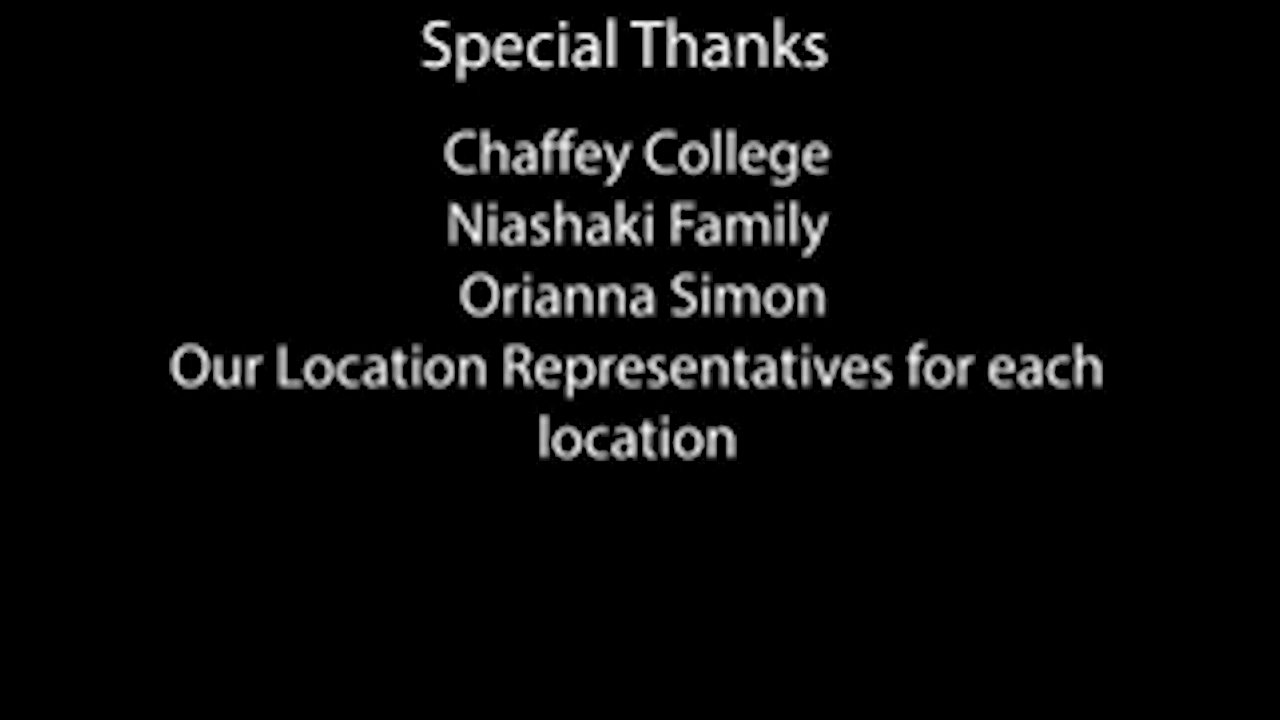 Special Thanks
Chaffey College
Niashaki Family
Orianna Simon
Our Location Representatives for each
location